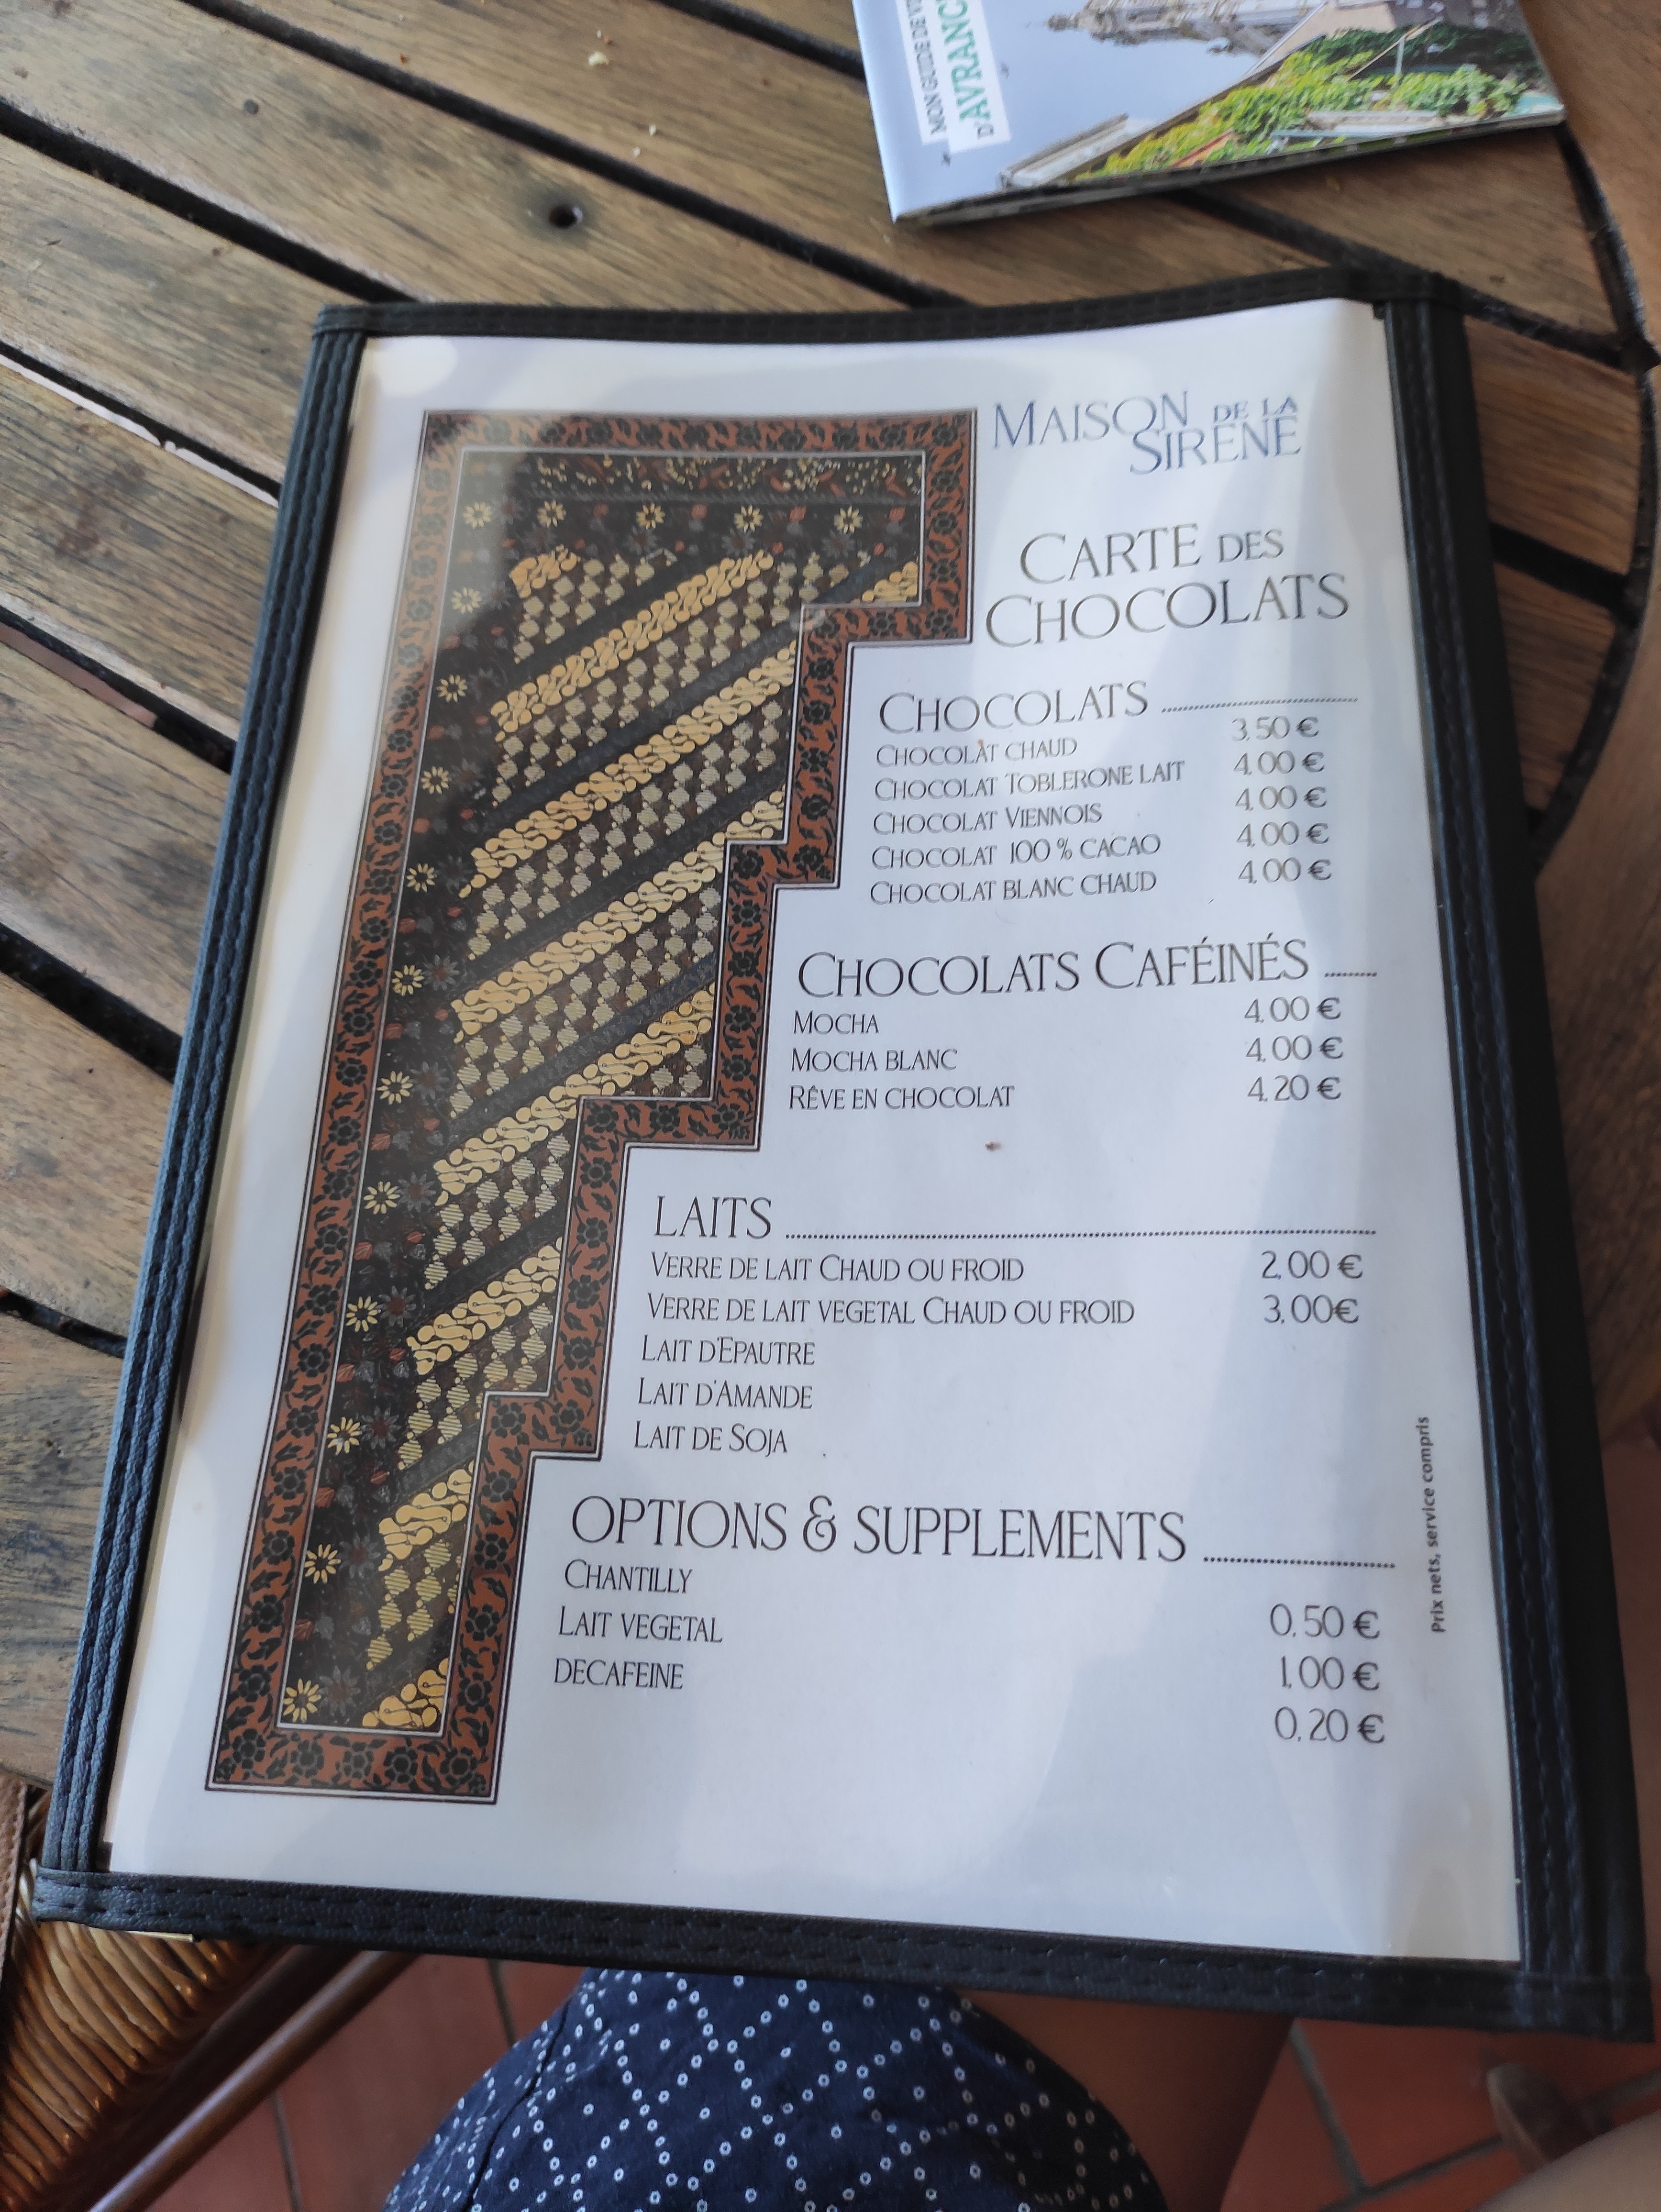 MON GUIDE DE
D'AVRANC
MAISON DE LA
SIRÈNE
CARTE DES
CHOCOLATS
CHOCOLATS
CHOCOLAT CHAUD 3,50 €
CHOCOLAT TOBLERONE LAIT 4,00 €
CHOCOLAT VIENNOIS 4,00 €
CHOCOLAT 100 % CACAO 4,00 €
CHOCOLAT BLANC CHAUD 4,00 €
CHOCOLATS CAFÉINÉS
MOCHA 4,00 €
MOCHA BLANC 4,00 €
RÊVE EN CHOCOLAT 4,20 €
LAITS
VERRE DE LAIT CHAUD OU FROID 2,00 €
VERRE DE LAIT VEGETAL CHAUD OU FROID 3,00€
LAIT D'EPAUTRE
LAIT D'AMANDE
LAIT DE SOJA
OPTIONS & SUPPLEMENTS
CHANTILLY 0,50 €
LAIT VEGETAL 1,00 €
DECAFEINE 0,20 €
Prix nets, service compris